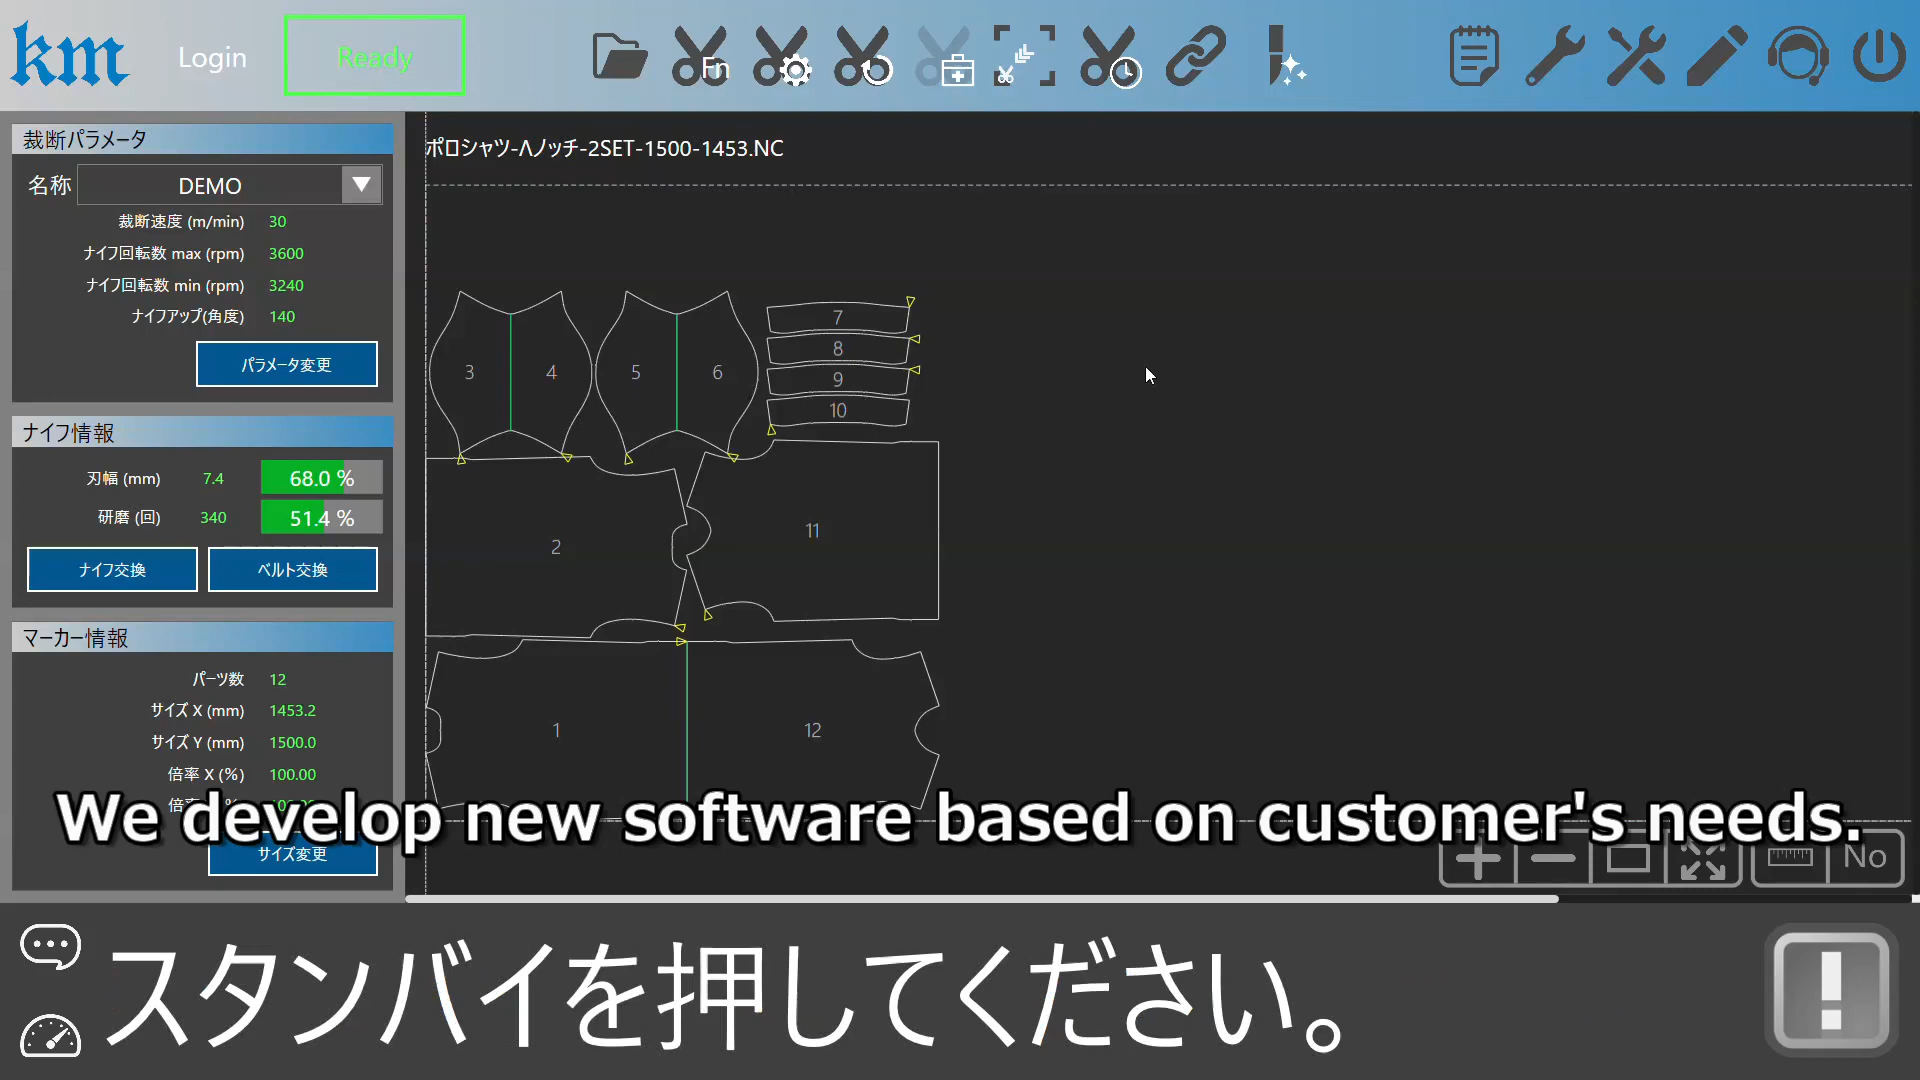 km
Login
Ready
Fn
裁断パラメータ
名称
DEMO
裁断速度 (m/min) 30
ナイフ回転数 max (rpm) 3600
ナイフ回転数 min (rpm) 3240
ナイフアップ(角度) 140
パラメータ変更
ナイフ情報
刃幅 (mm) 7.4 68.0 %
研磨 (回) 340 51.4 %
ナイフ交換
ベルト交換
マーカー情報
パーツ数 12
サイズ X (mm) 1453.2
サイズ Y (mm) 1500.0
倍率 X (%) 100.00
サイズ変更
ポロシャツ-Λノッチ-2SET-1500-1453.NC
3
4
5
6
7
8
9
10
2
11
1
12
We develop new software based on customer's needs.
No
スタンバイを押してください。